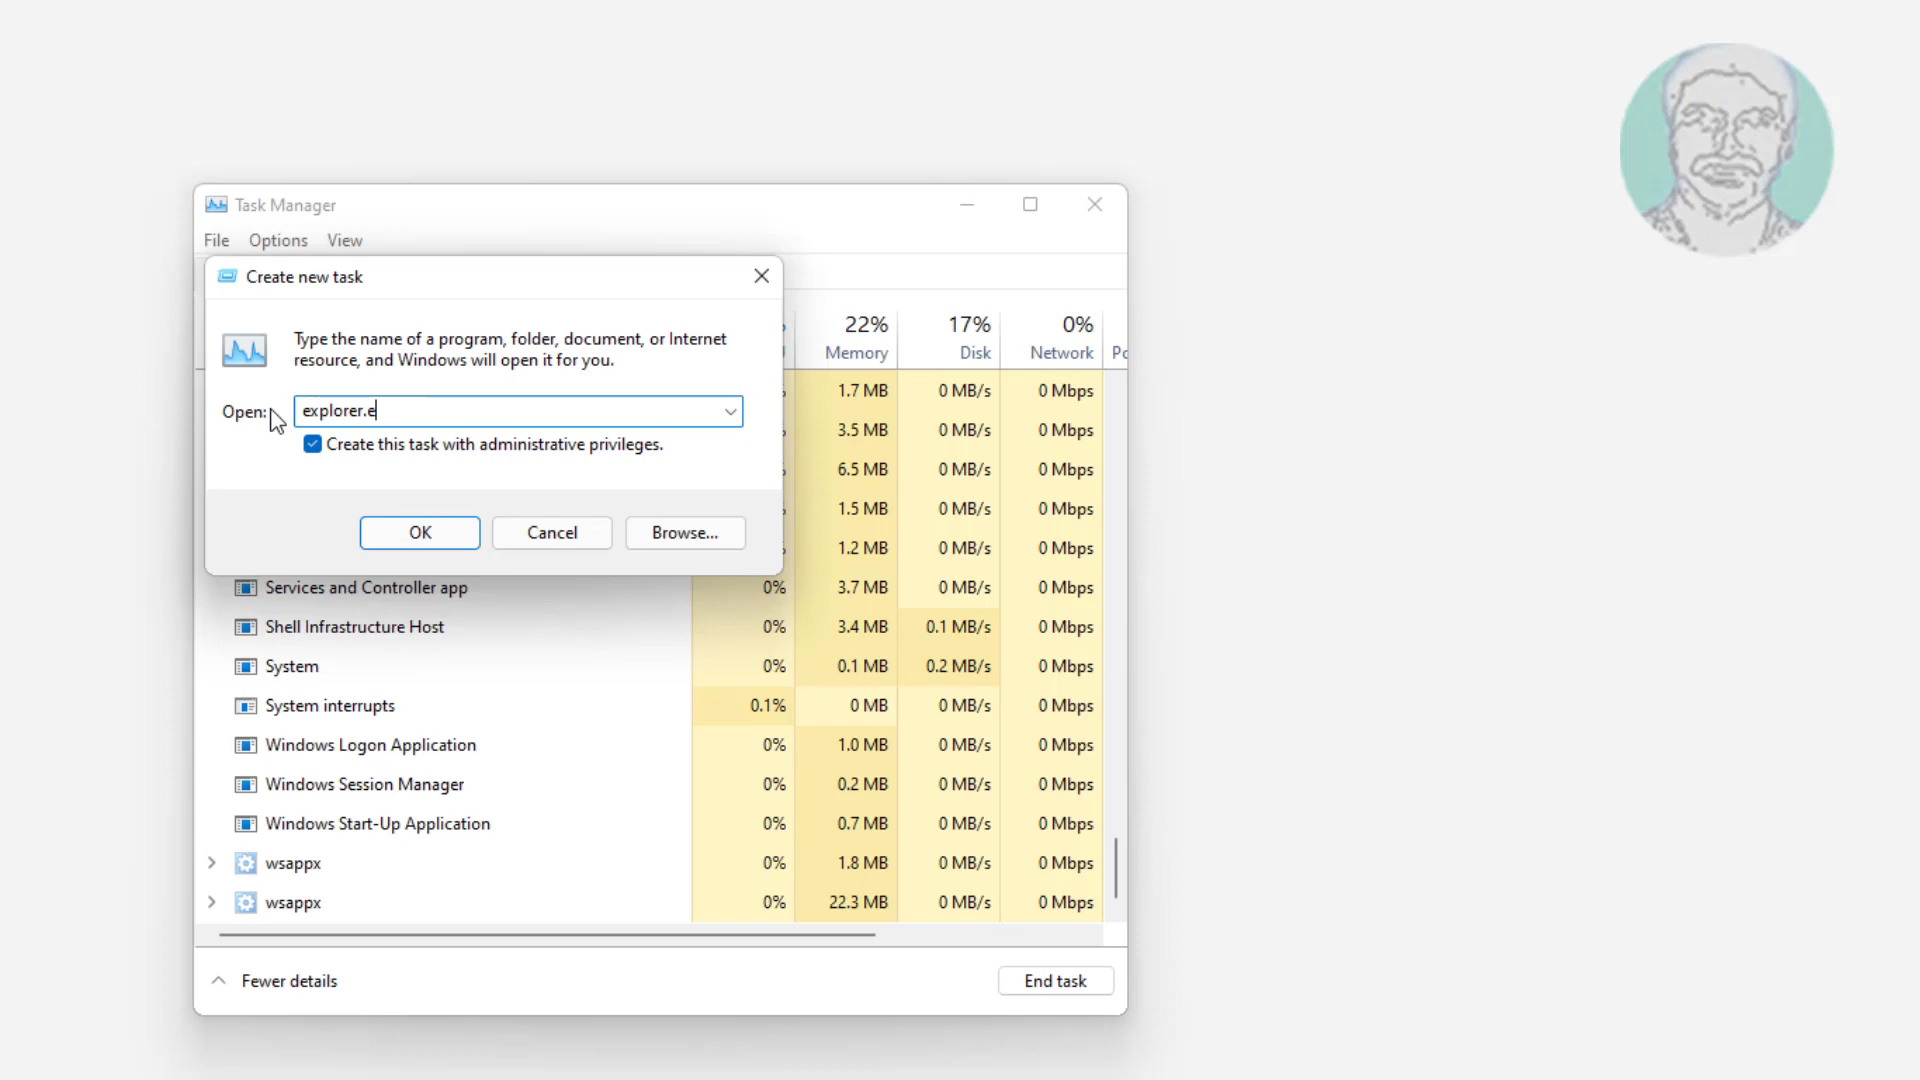 Task Manager
File Options View
Create new task
Type the name of a program, folder, document, or Internet
resource, and Windows will open it for you.
Open: explorer.e
Create this task with administrative privileges.
OK Cancel Browse...
22% 17% 0%
Memory Disk Network
1.7 MB 0 MB/s 0 Mbps
3.5 MB 0 MB/s 0 Mbps
6.5 MB 0 MB/s 0 Mbps
1.5 MB 0 MB/s 0 Mbps
1.2 MB 0 MB/s 0 Mbps
Services and Controller app 0% 3.7 MB 0 MB/s 0 Mbps
Shell Infrastructure Host 0% 3.4 MB 0.1 MB/s 0 Mbps
System 0% 0.1 MB 0.2 MB/s 0 Mbps
System interrupts 0.1% 0 MB 0 MB/s 0 Mbps
Windows Logon Application 0% 1.0 MB 0 MB/s 0 Mbps
Windows Session Manager 0% 0.2 MB 0 MB/s 0 Mbps
Windows Start-Up Application 0% 0.7 MB 0 MB/s 0 Mbps
wsappx 0% 1.8 MB 0 MB/s 0 Mbps
wsappx 0% 22.3 MB 0 MB/s 0 Mbps
Fewer details End task